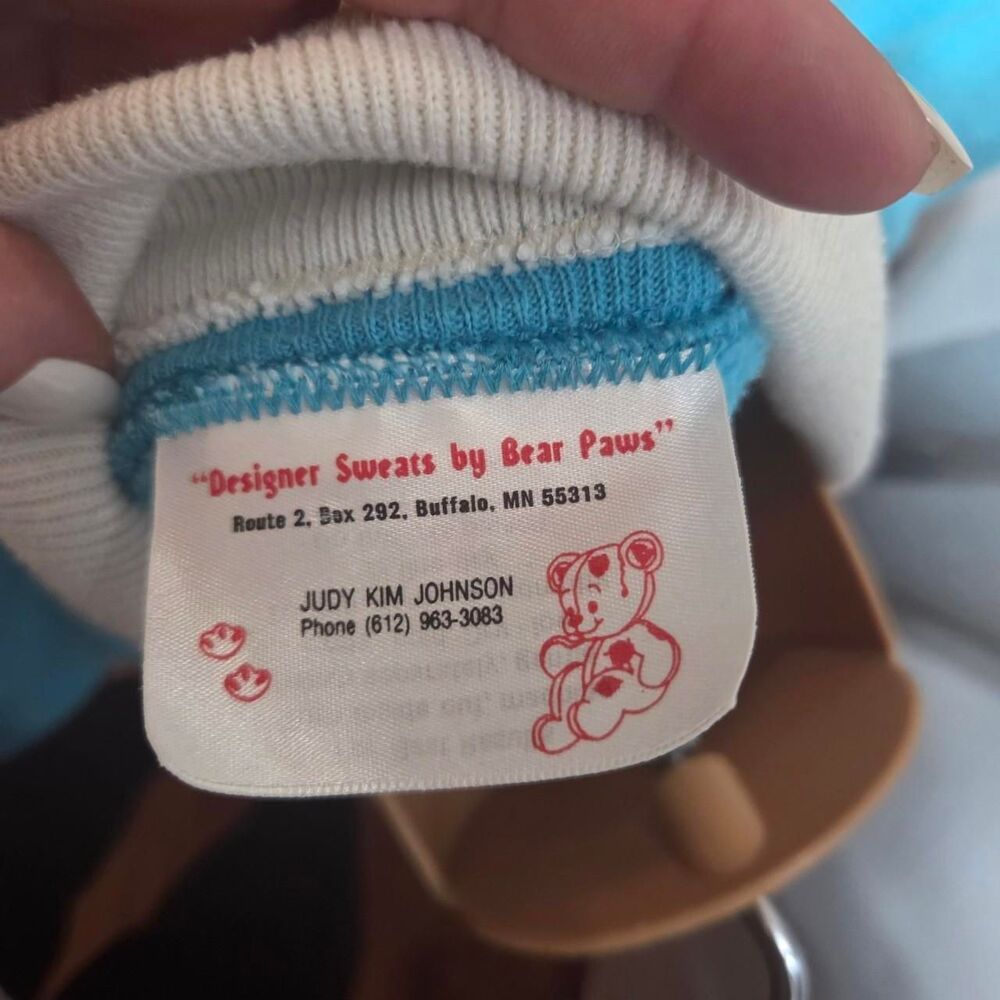 “Designer Sweats by Bear Paws”
Route 2, Box 292, Buffalo, MN 55313
JUDY KIM JOHNSON
Phone (612) 963-3083